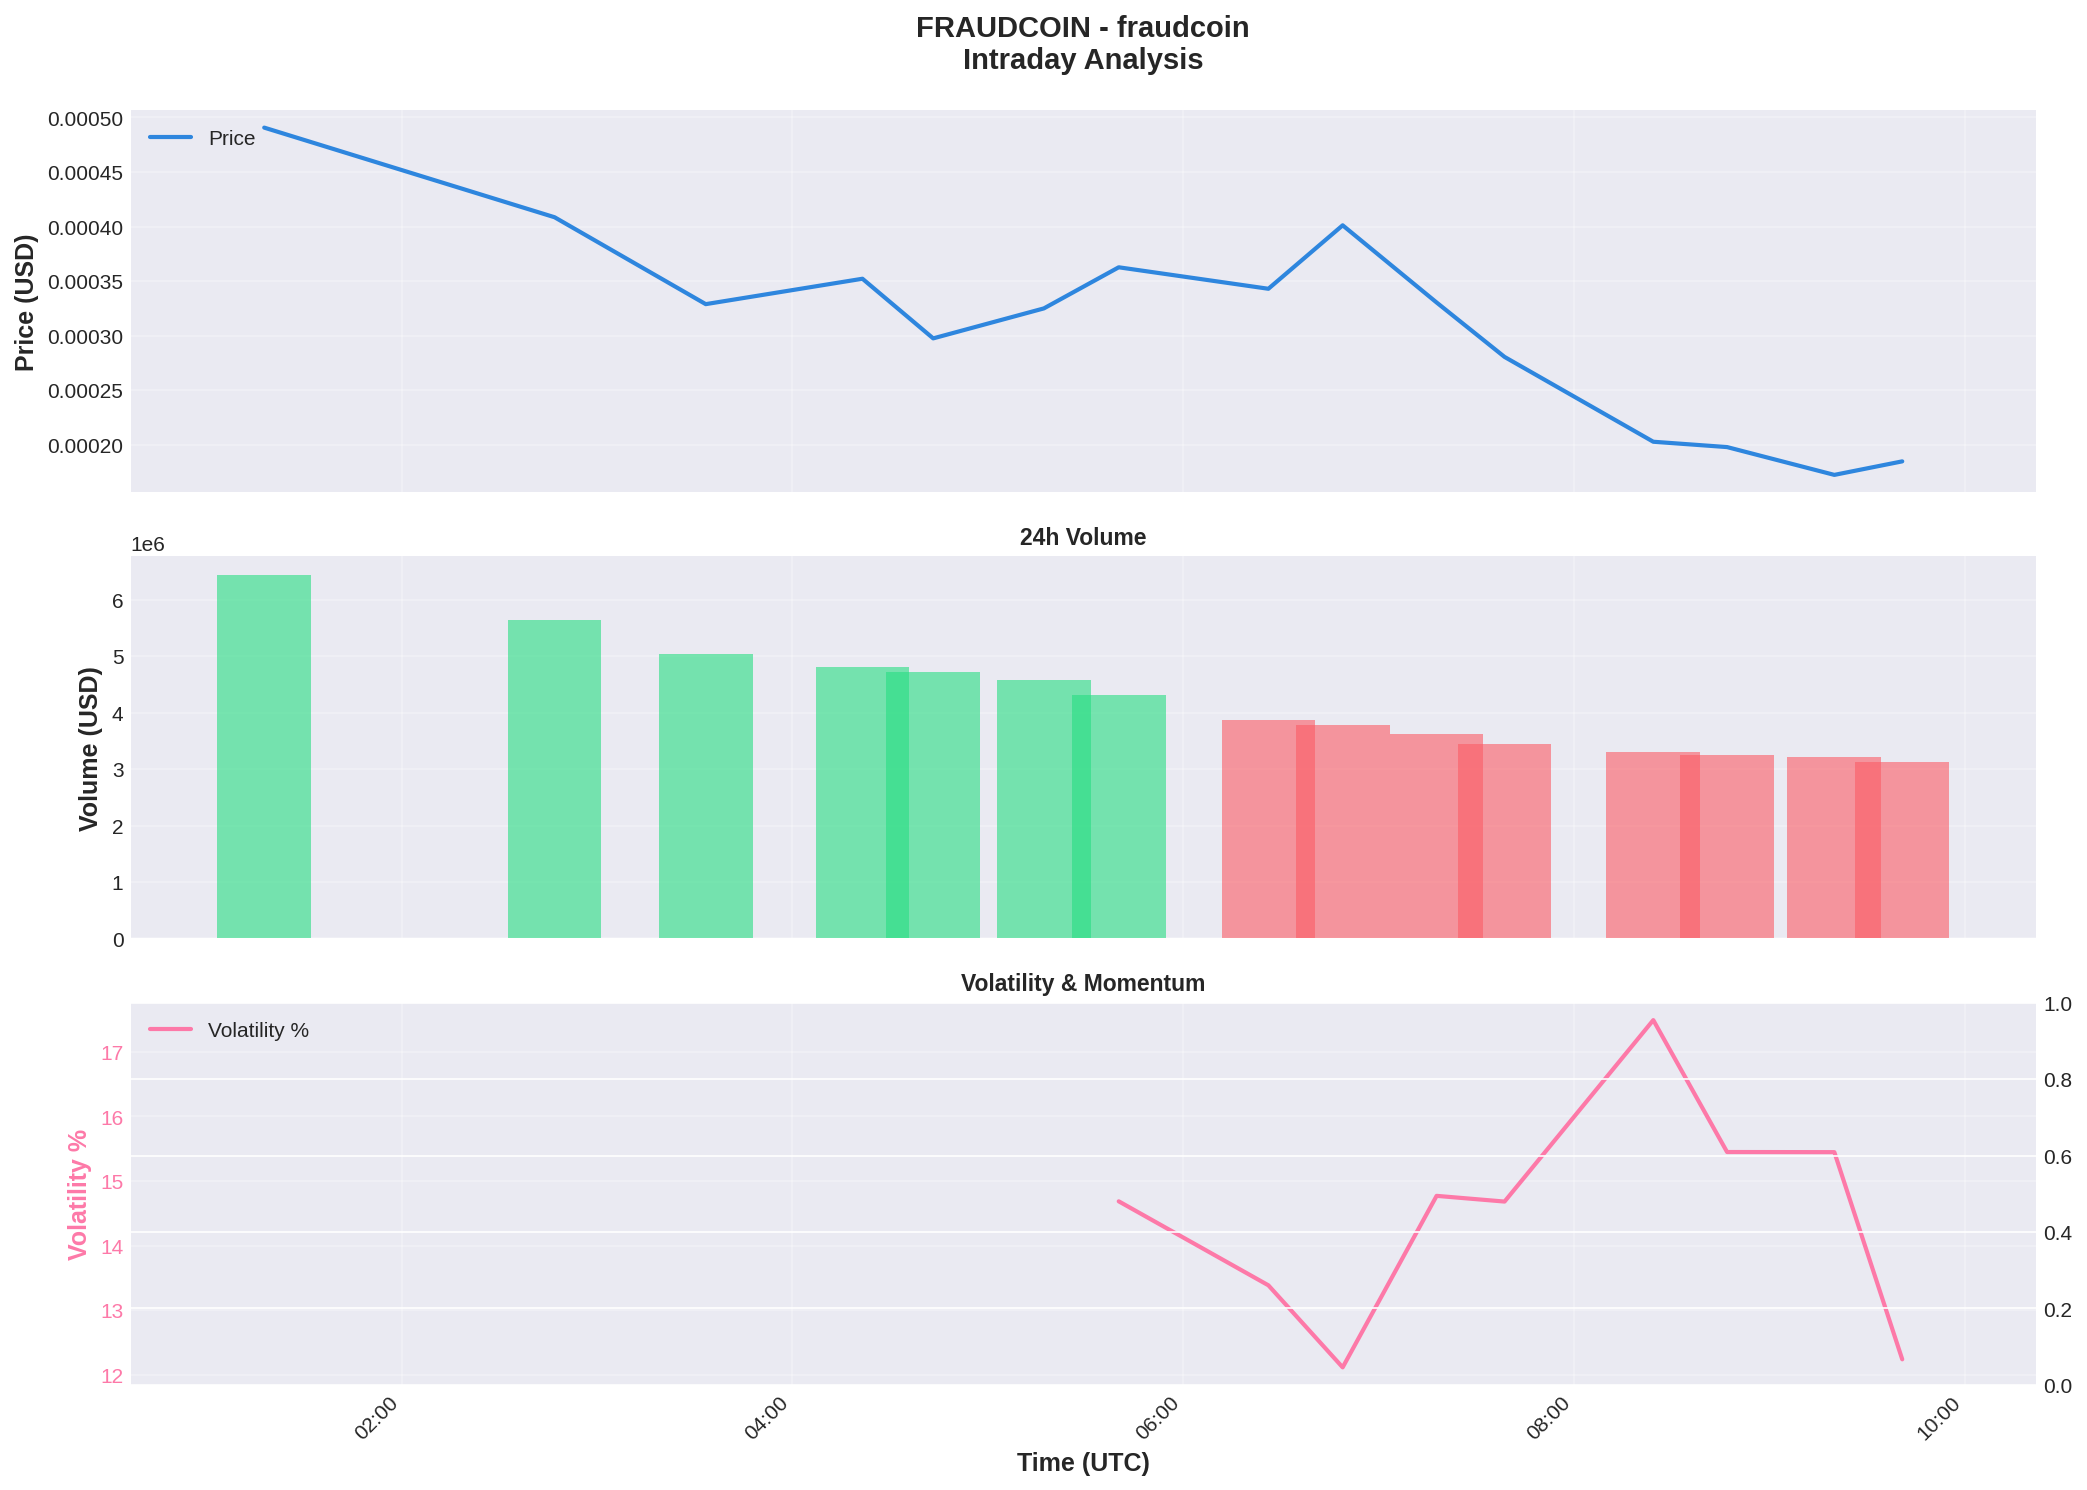 FRAUDCOIN - fraudcoin
Intraday Analysis
Price (USD)
0.00050
0.00045
0.00040
0.00035
0.00030
0.00025
0.00020
Price
24h Volume
1e6
Volume (USD)
6
5
4
3
2
1
0
Volatility & Momentum
Volatility %
17
16
15
14
13
12
Volatility %
1.0
0.8
0.6
0.4
0.2
0.0
02:00
04:00
06:00
08:00
10:00
Time (UTC)